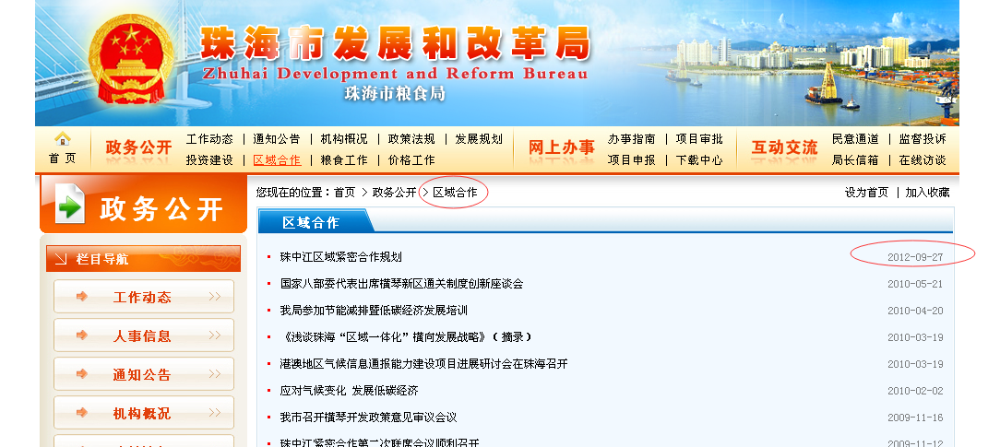 珠海市发展和改革局
Zhuhai Development and Reform Bureau
珠海市粮食局
首 页
政务公开
工作动态 | 通知公告 | 机构概况 | 政策法规 | 发展规划
投资建设 | 区域合作 | 粮食工作 | 价格工作
网上办事
办事指南 | 项目审批
项目申报 | 下载中心
互动交流
民意通道 | 监督投诉
局长信箱 | 在线访谈
政务公开
您现在的位置：首页 > 政务公开 > 区域合作
设为首页 | 加入收藏
区域合作
栏目导航
工作动态 >>
人事信息 >>
通知公告 >>
机构概况 >>
珠中江区域紧密合作规划 2012-09-27
国家八部委代表出席横琴新区通关制度创新座谈会 2010-05-21
我局参加节能减排暨低碳经济发展培训 2010-04-20
《浅谈珠海“区域一体化”横向发展战略》（摘录） 2010-03-19
港澳地区气候信息通报能力建设项目进展研讨会在珠海召开 2010-03-19
应对气候变化 发展低碳经济 2010-02-02
我市召开横琴开发政策意见审议会议 2009-11-16
珠中江紧密合作第二次联席会议顺利召开 2009-11-12